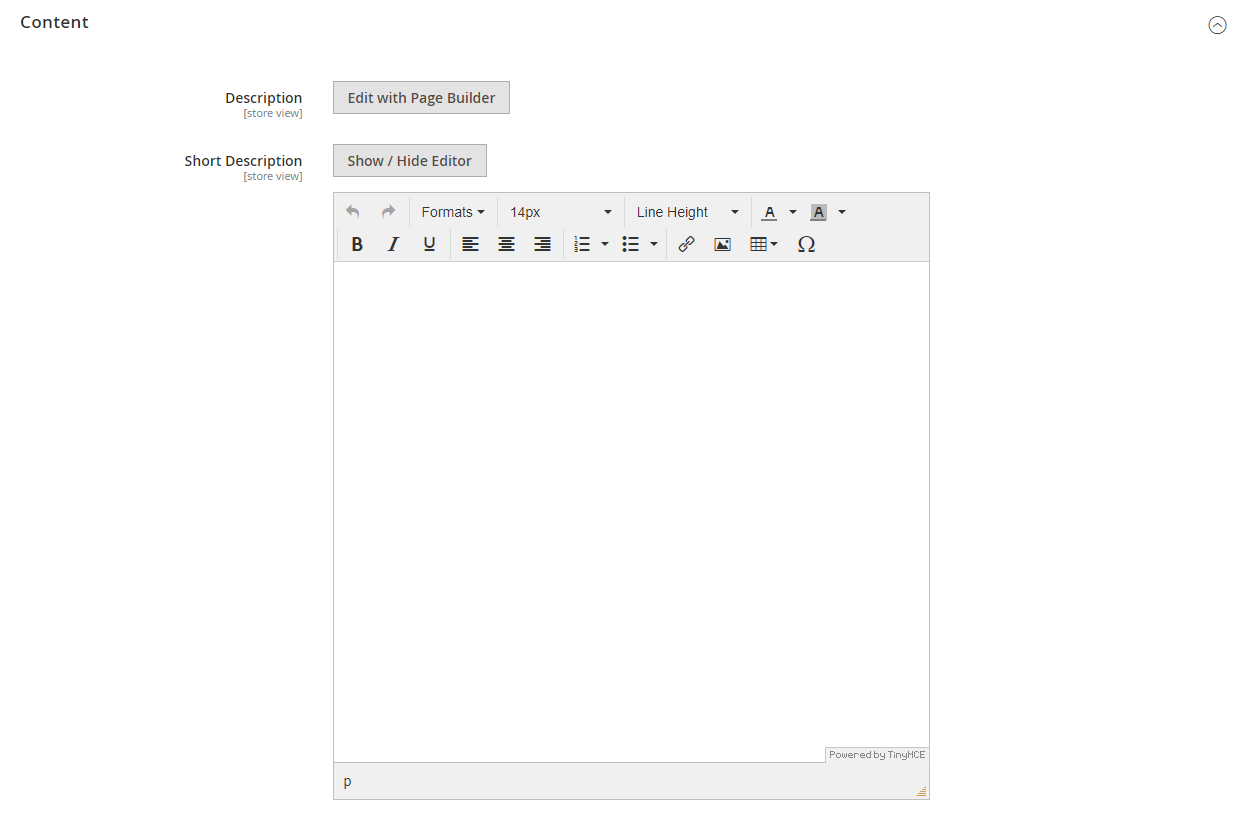 Content
Description
[store view]
Edit with Page Builder
Short Description
[store view]
Show / Hide Editor
Formats 14px Line Height A A
B I U Ω
Powered by TinyMCE
p